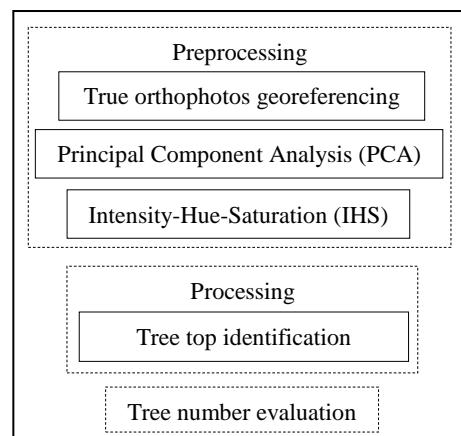 Preprocessing
True orthophotos georeferencing
Principal Component Analysis (PCA)
Intensity-Hue-Saturation (IHS)
Processing
Tree top identification
Tree number evaluation